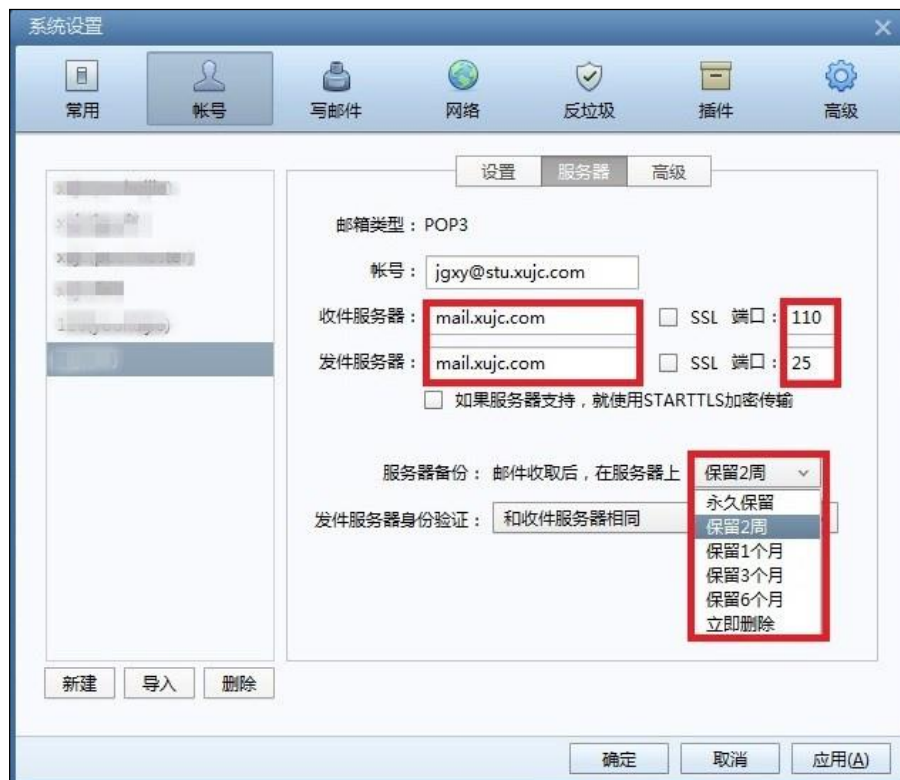 系统设置
常用 帐号 写邮件 网络 反垃圾 插件 高级
设置 服务器 高级
邮箱类型：POP3
帐号：jgxy@stu.xujc.com
收件服务器：mail.xujc.com SSL 端口：110
发件服务器：mail.xujc.com SSL 端口：25
如果服务器支持，就使用STARTTLS加密传输
服务器备份：邮件收取后，在服务器上 保留2周
永久保留
发件服务器身份验证：和收件服务器相同
保留2周
保留1个月
保留3个月
保留6个月
立即删除
新建 导入 删除
确定 取消 应用(A)